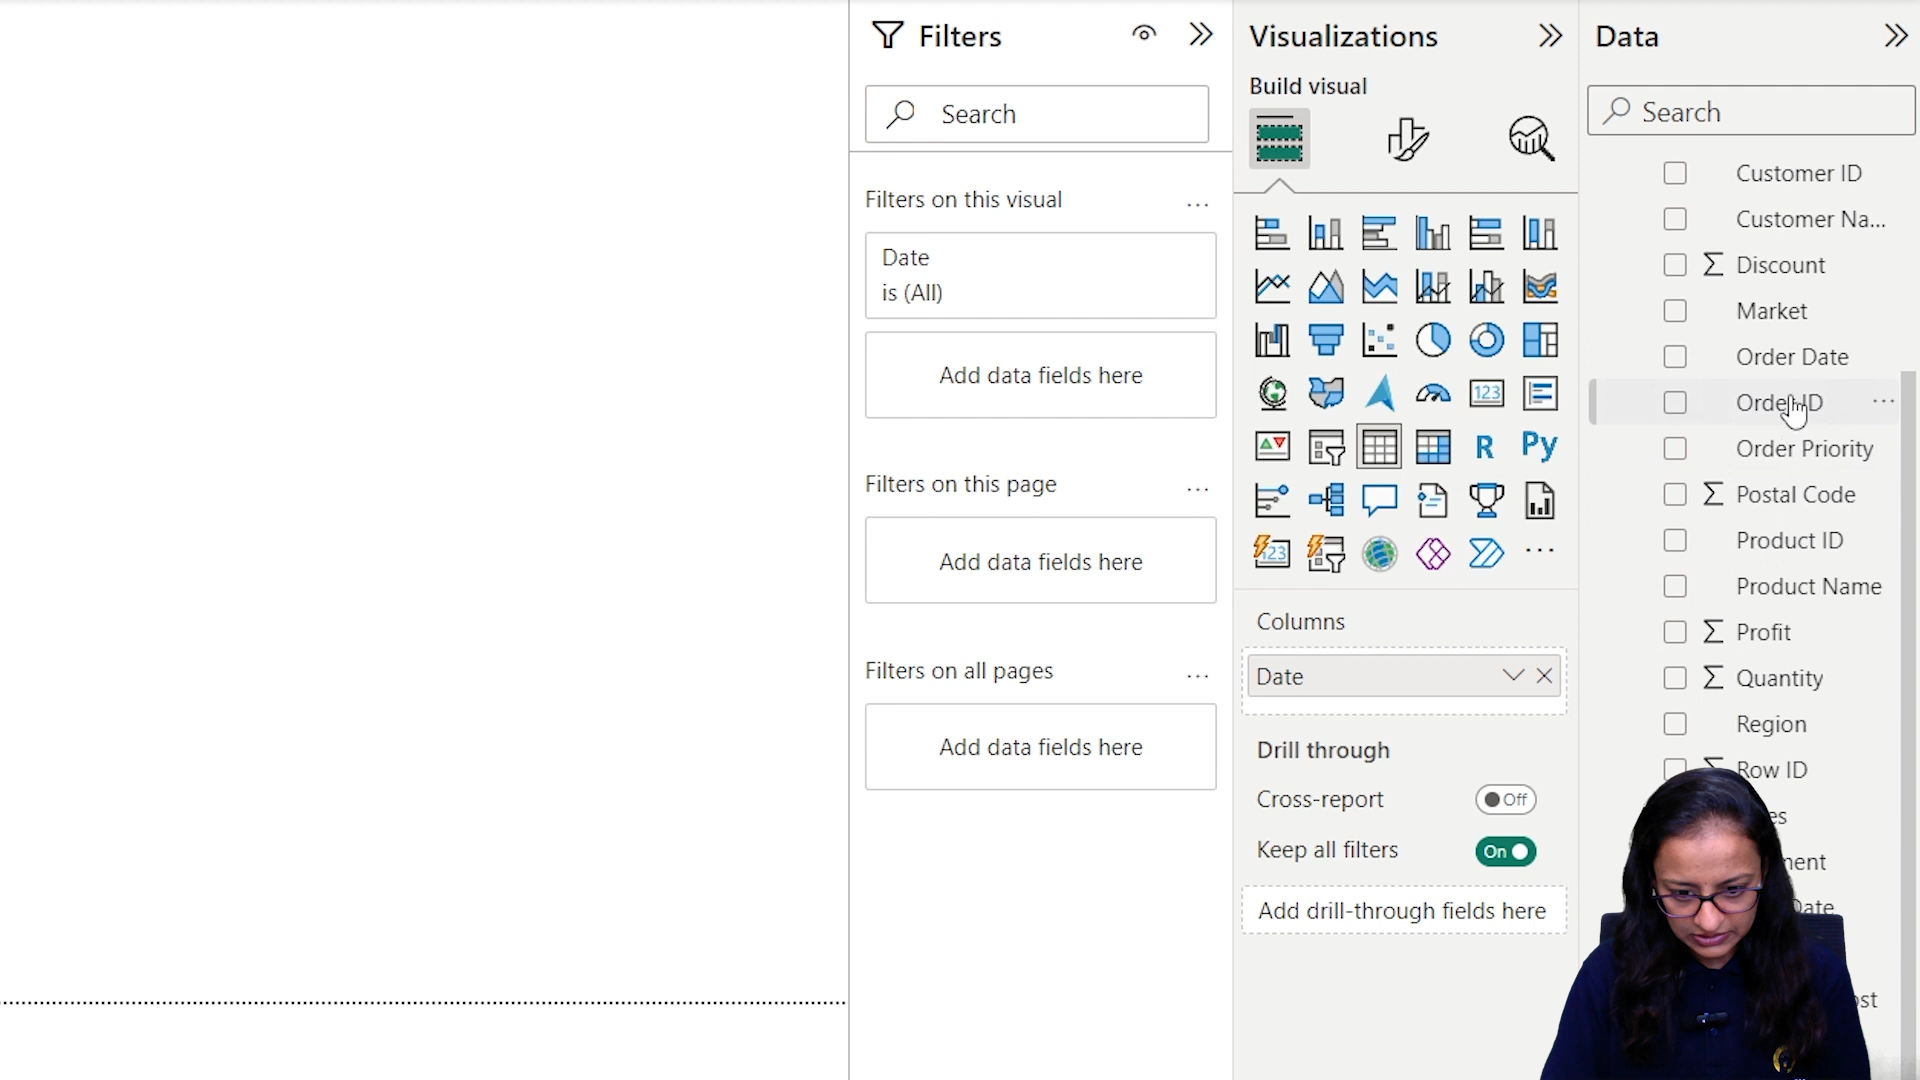 Filters
Search
Filters on this visual
...
Date
is (All)
Add data fields here
Filters on this page
...
Add data fields here
Filters on all pages
...
Add data fields here
Visualizations
Build visual
123
R
Py
123
...
Columns
Date
Drill through
Cross-report
Off
Keep all filters
On
Add drill-through fields here
Data
Search
Customer ID
Customer Na...
Σ Discount
Market
Order Date
Order ID ...
Order Priority
Σ Postal Code
Product ID
Product Name
Σ Profit
Σ Quantity
Region
Σ Row ID